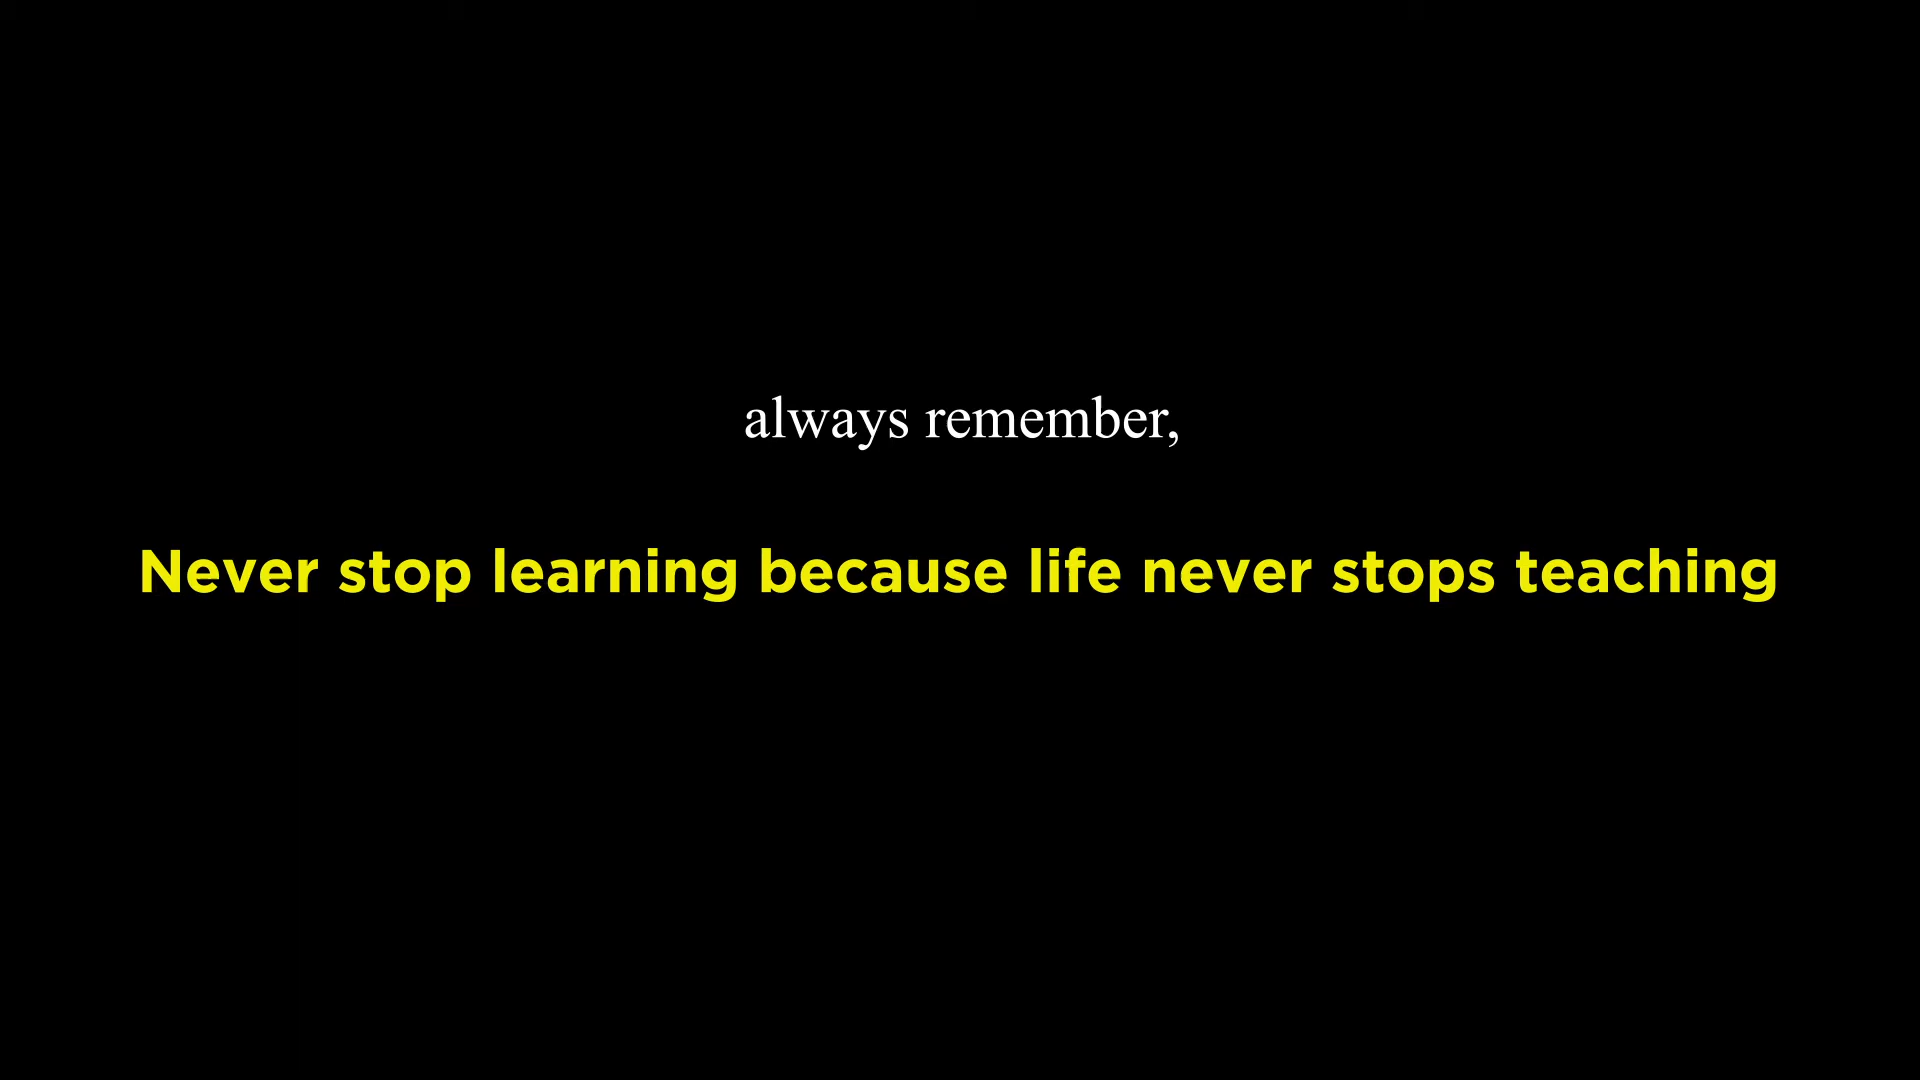 always remember,
Never stop learning because life never stops teaching